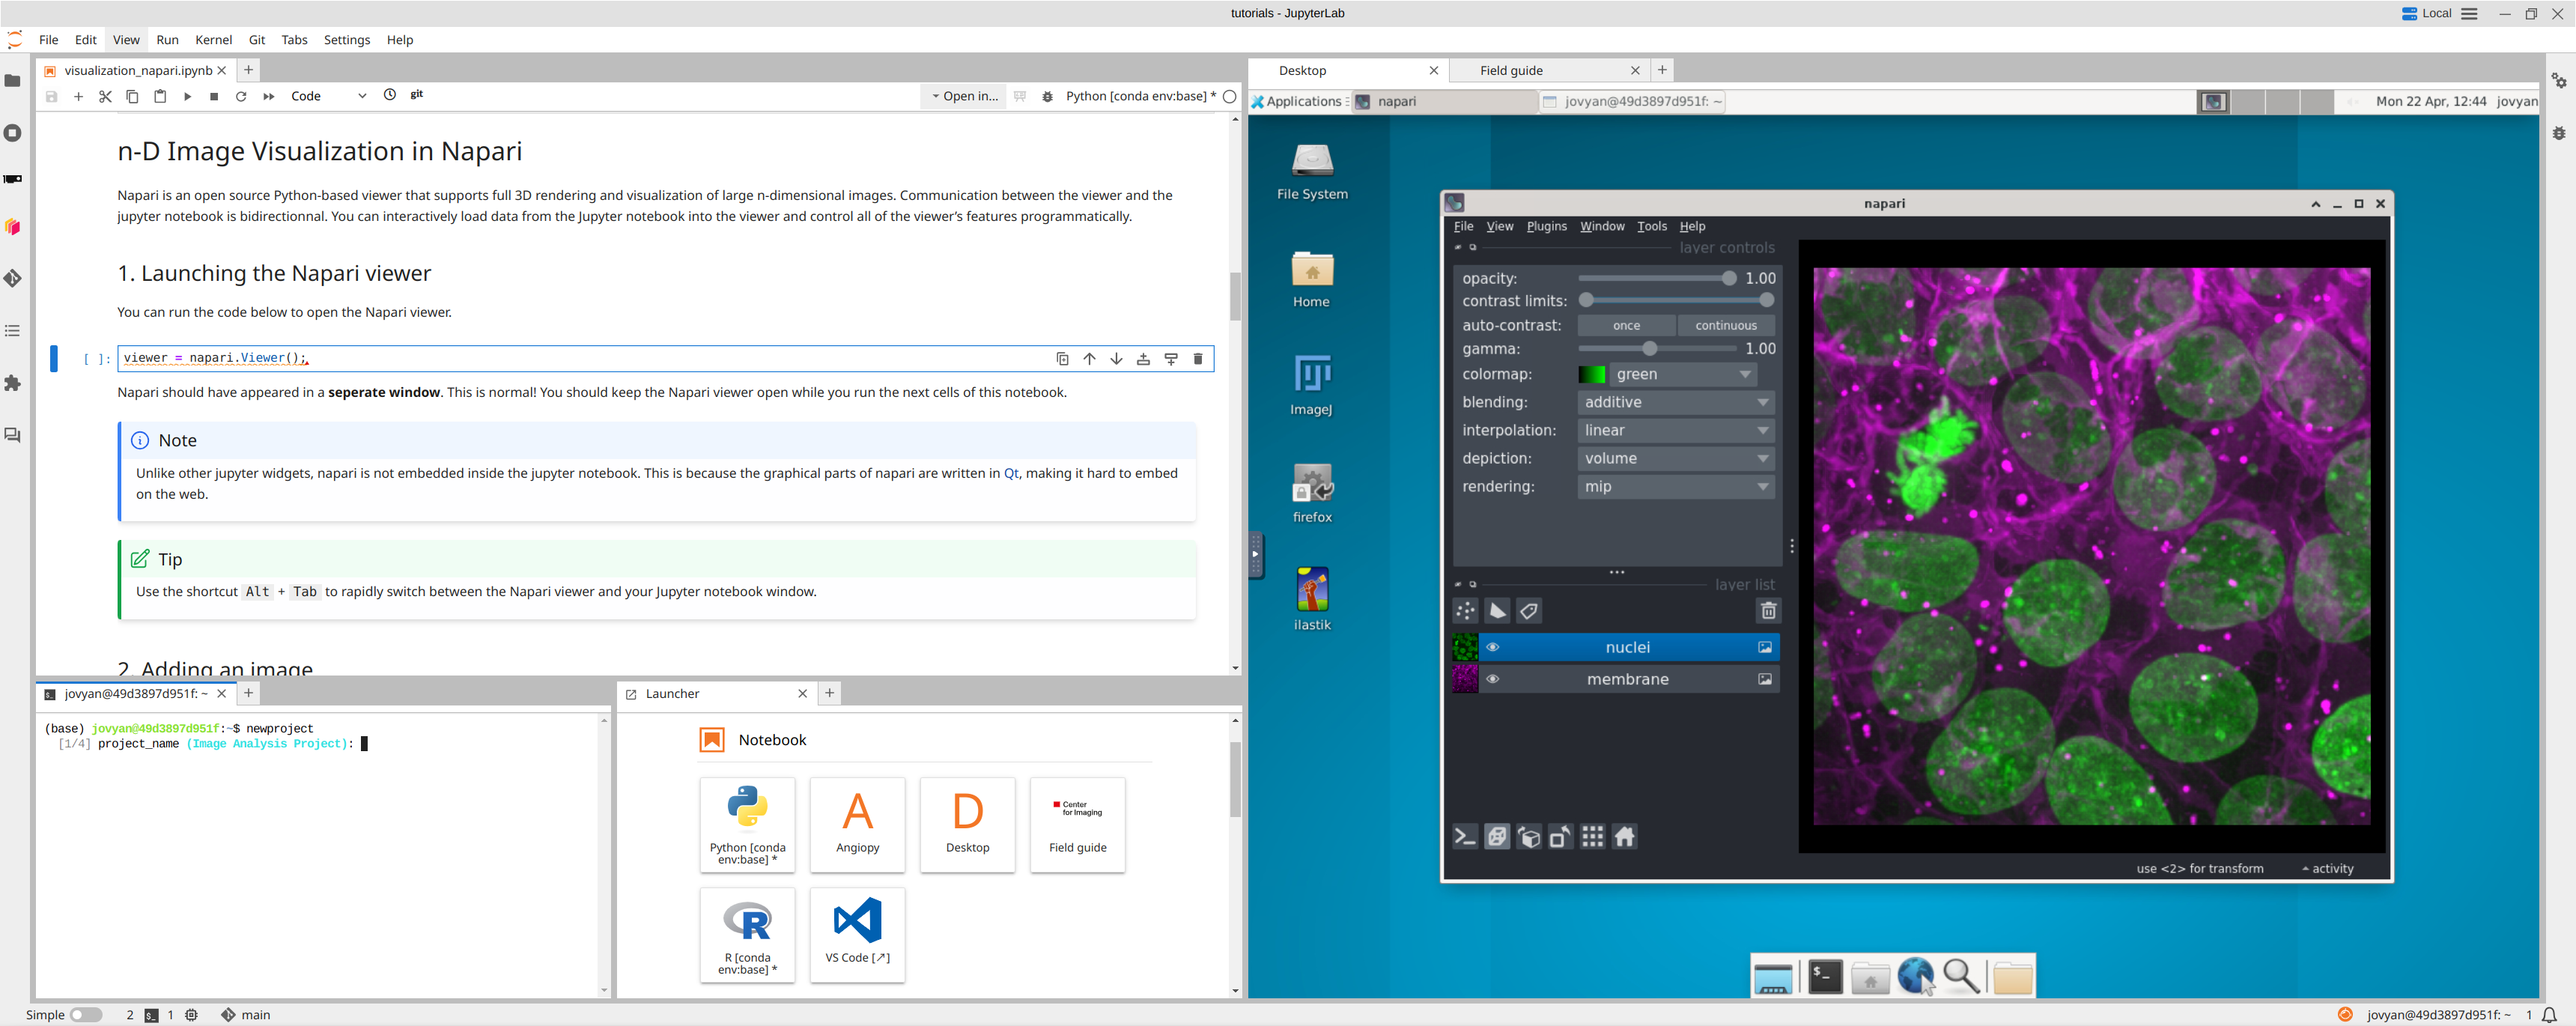 tutorials - JupyterLab
Local
File Edit View Run Kernel Git Tabs Settings Help
visualization_napari.ipynb
Code
git
Open in...
Python [conda env:base] *
n-D Image Visualization in Napari
Napari is an open source Python-based viewer that supports full 3D rendering and visualization of large n-dimensional images. Communication between the viewer and the
jupyter notebook is bidirectionnal. You can interactively load data from the Jupyter notebook into the viewer and control all of the viewer’s features programmatically.
1. Launching the Napari viewer
You can run the code below to open the Napari viewer.
[ ]: viewer = napari.Viewer();
Napari should have appeared in a seperate window. This is normal! You should keep the Napari viewer open while you run the next cells of this notebook.
Note
Unlike other jupyter widgets, napari is not embedded inside the jupyter notebook. This is because the graphical parts of napari are written in Qt, making it hard to embed
on the web.
Tip
Use the shortcut Alt + Tab to rapidly switch between the Napari viewer and your Jupyter notebook window.
2. Adding an image
jovyan@49d3897d951f: ~
(base) jovyan@49d3897d951f:~$ newproject
[1/4] project_name (Image Analysis Project):
Launcher
Notebook
Python [conda
env:base] *
Angiopy
Desktop
Center
for Imaging
Field guide
R [conda
env:base] *
VS Code [↗]
Desktop
Field guide
Applications
napari
jovyan@49d3897d951f: ~
Mon 22 Apr, 12:44 jovyan
File System
Home
ImageJ
firefox
ilastik
napari
File View Plugins Window Tools Help
layer controls
opacity: 1.00
contrast limits:
auto-contrast: once continuous
gamma: 1.00
colormap: green
blending: additive
interpolation: linear
depiction: volume
rendering: mip
layer list
nuclei
membrane
use <2> for transform
activity
Simple 2 1 main
jovyan@49d3897d951f: ~ 1